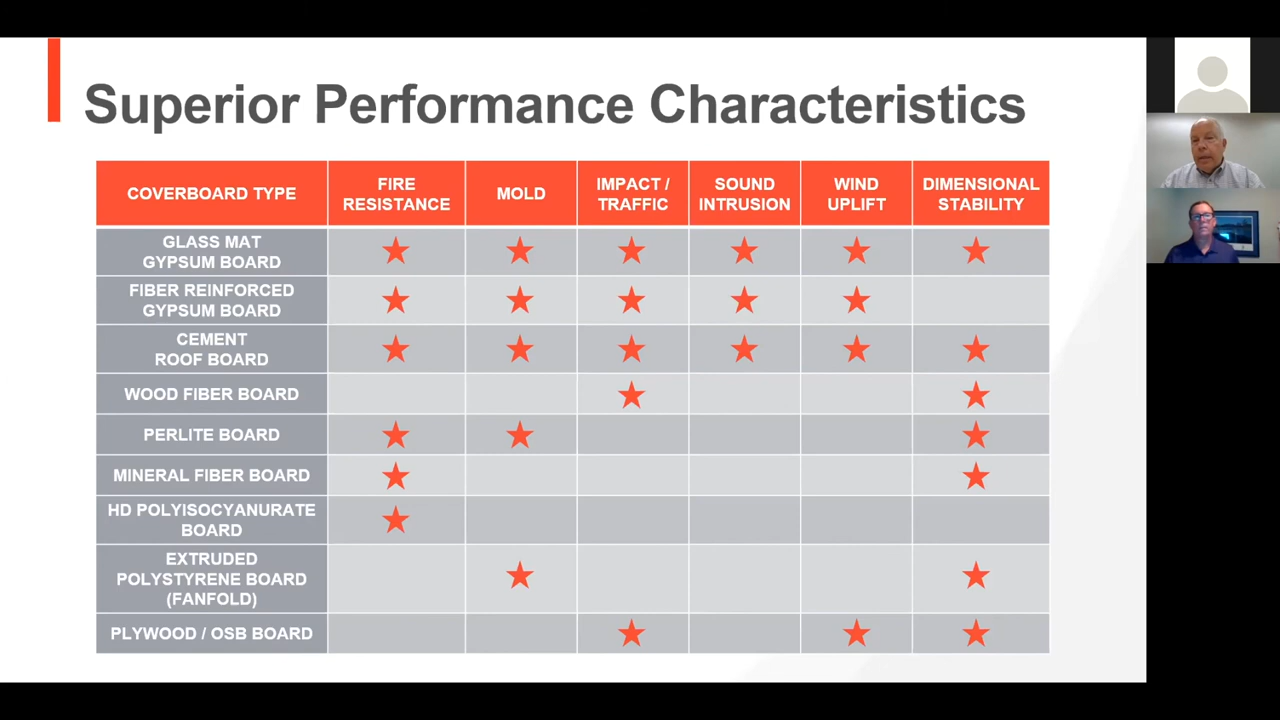 Superior Performance Characteristics
COVERBOARD TYPE
FIRE
RESISTANCE
MOLD
IMPACT /
TRAFFIC
SOUND
INTRUSION
WIND
UPLIFT
DIMENSIONAL
STABILITY
GLASS MAT
GYPSUM BOARD
FIBER REINFORCED
GYPSUM BOARD
CEMENT
ROOF BOARD
WOOD FIBER BOARD
PERLITE BOARD
MINERAL FIBER BOARD
HD POLYISOCYANURATE
BOARD
EXTRUDED
POLYSTYRENE BOARD
(FANFOLD)
PLYWOOD / OSB BOARD